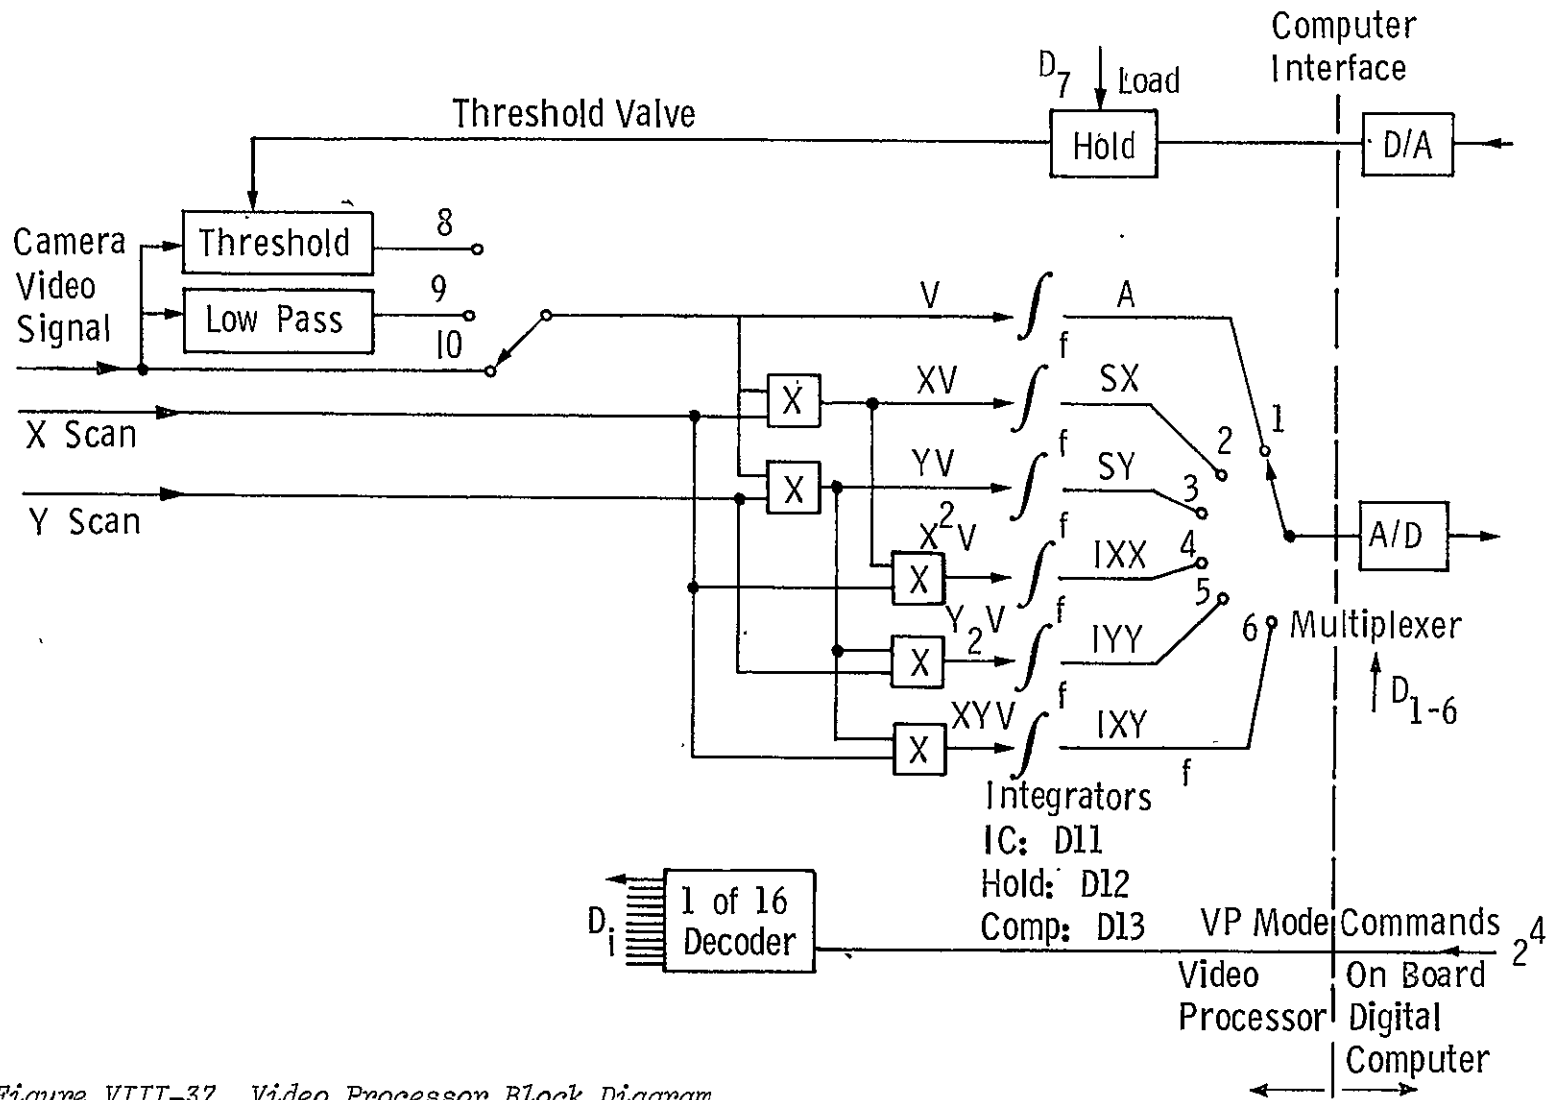 Computer
Interface
D7
Load
Threshold Valve
Hold
D/A
Camera
Video
Signal
Threshold
8
Low Pass
9
10
X Scan
Y Scan
V
∫
A
f
X
XV
∫
SX
f
X
YV
∫
SY
f
X
X2V
∫
IXX
f
X
Y2V
∫
IYY
f
X
XYV
∫
IXY
f
1
2
3
4
5
6
A/D
Multiplexer
D1-6
Integrators
IC: D11
Hold: D12
Comp: D13
Di
1 of 16
Decoder
VP Mode Commands
2^4
Video
Processor
On Board
Digital
Computer
Figure VIII-37 Video Processor Block Diagram